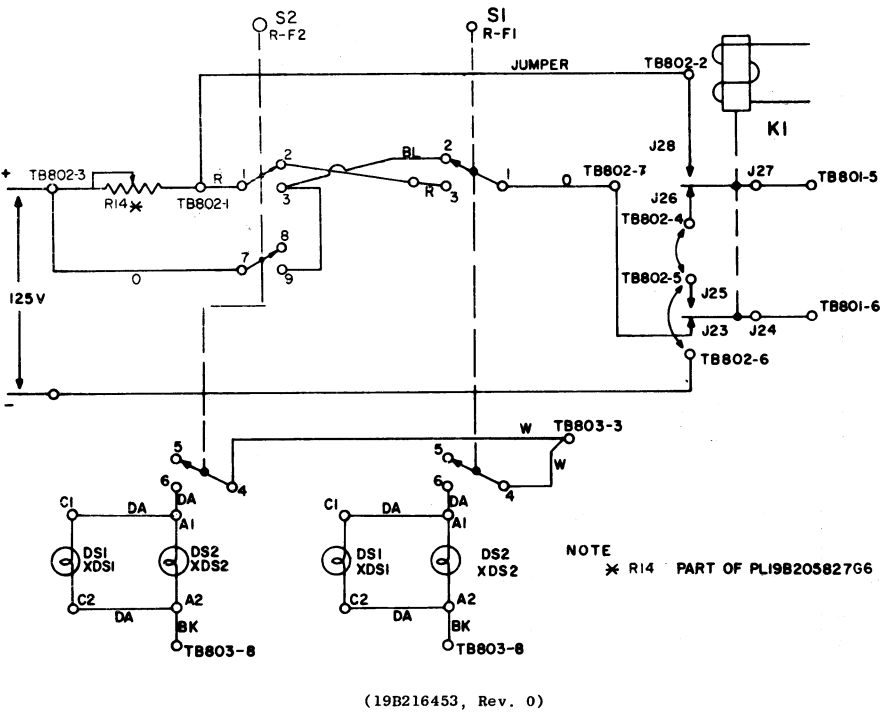 S2
R-F2
S1
R-F1
JUMPER
TB802-2
K1
J28
+
TB802-3
R14 *
R
TB802-1
1
2
3
BL
2
R
3
1
O
TB802-7
J27
TB801-5
J26
TB802-4
7
8
9
O
125V
TB802-5
J25
J23
J24
TB801-6
TB802-6
-
W
TB803-3
W
5
4
6
DA
C1
DA
A1
DS1
XDS1
DS2
XDS2
C2
DA
A2
BK
TB803-8
5
4
6
DA
C1
DA
A1
DS1
XDS1
DS2
XDS2
C2
DA
A2
BK
TB803-8
NOTE
* R14 PART OF PL19B205827G6
(19B216453, Rev. 0)